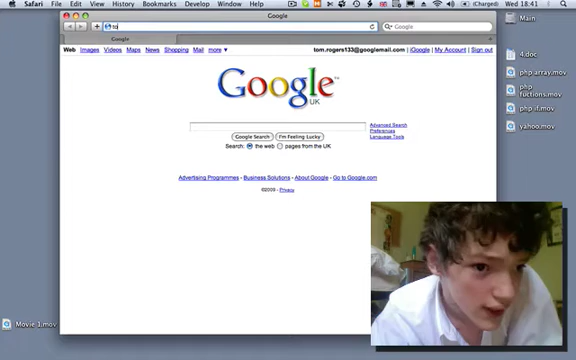 Safari File Edit View History Bookmarks Develop Window Help (Charged) Wed 18:41
Google
Main
to
Google
Google
4.doc
Web Images Videos Maps News Shopping Mail more ▼ tom.rogers133@googlemail.com | iGoogle | My Account | Sign out
php array.mov
Google™
UK
php
fuctions.mov
php if.mov
Advanced Search
Preferences
Language Tools
yahoo.mov
Google Search I'm Feeling Lucky
Search: the web pages from the UK
Advertising Programmes - Business Solutions - About Google - Go to Google.com
©2009 - Privacy
Movie 1.mov